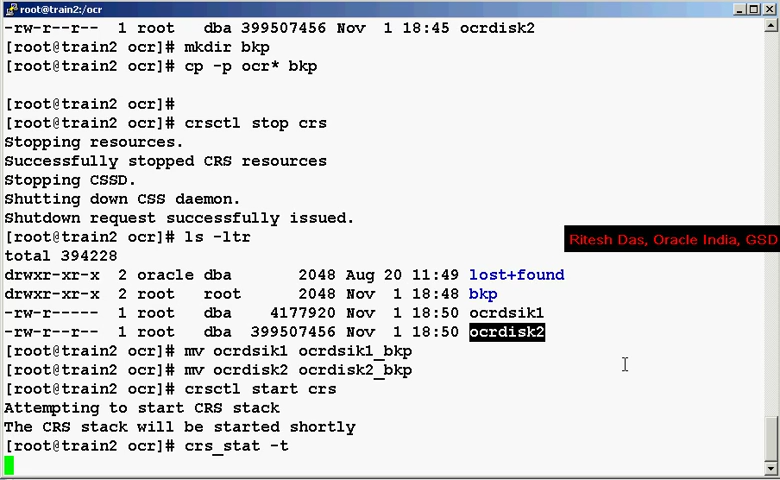 root@train2:/ocr
-rw-r--r-- 1 root dba 399507456 Nov 1 18:45 ocrdisk2
[root@train2 ocr]# mkdir bkp
[root@train2 ocr]# cp -p ocr* bkp
[root@train2 ocr]#
[root@train2 ocr]# crsctl stop crs
Stopping resources.
Successfully stopped CRS resources
Stopping CSSD.
Shutting down CSS daemon.
Shutdown request successfully issued.
[root@train2 ocr]# ls -ltr
Ritesh Das, Oracle India, GSD
total 394228
drwxr-xr-x 2 oracle dba 2048 Aug 20 11:49 lost+found
drwxr-xr-x 2 root root 2048 Nov 1 18:48 bkp
-rw-r----- 1 root dba 4177920 Nov 1 18:50 ocrdsik1
-rw-r--r-- 1 root dba 399507456 Nov 1 18:50 ocrdisk2
[root@train2 ocr]# mv ocrdsik1 ocrdsik1_bkp
[root@train2 ocr]# mv ocrdisk2 ocrdisk2_bkp
[root@train2 ocr]# crsctl start crs
Attempting to start CRS stack
The CRS stack will be started shortly
[root@train2 ocr]# crs_stat -t